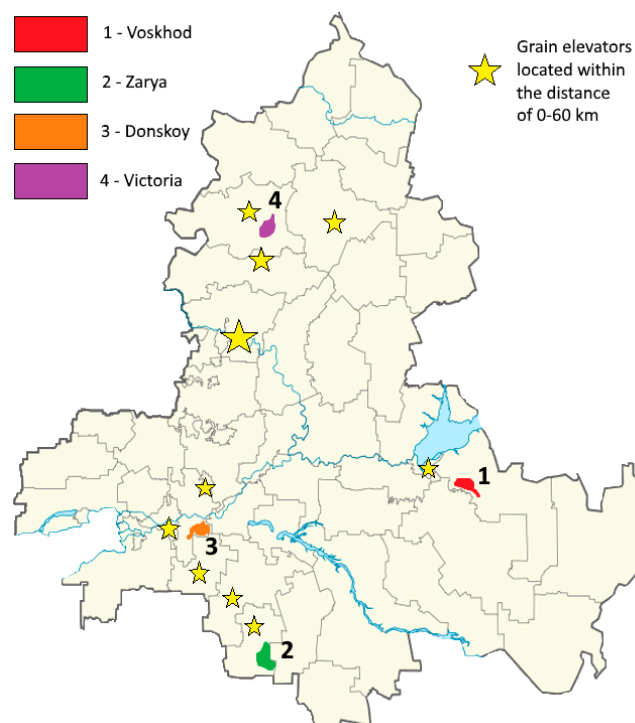 1 - Voskhod
2 - Zarya
3 - Donskoy
4 - Victoria
Grain elevators
located within
the distance
of 0-60 km
4
1
3
2